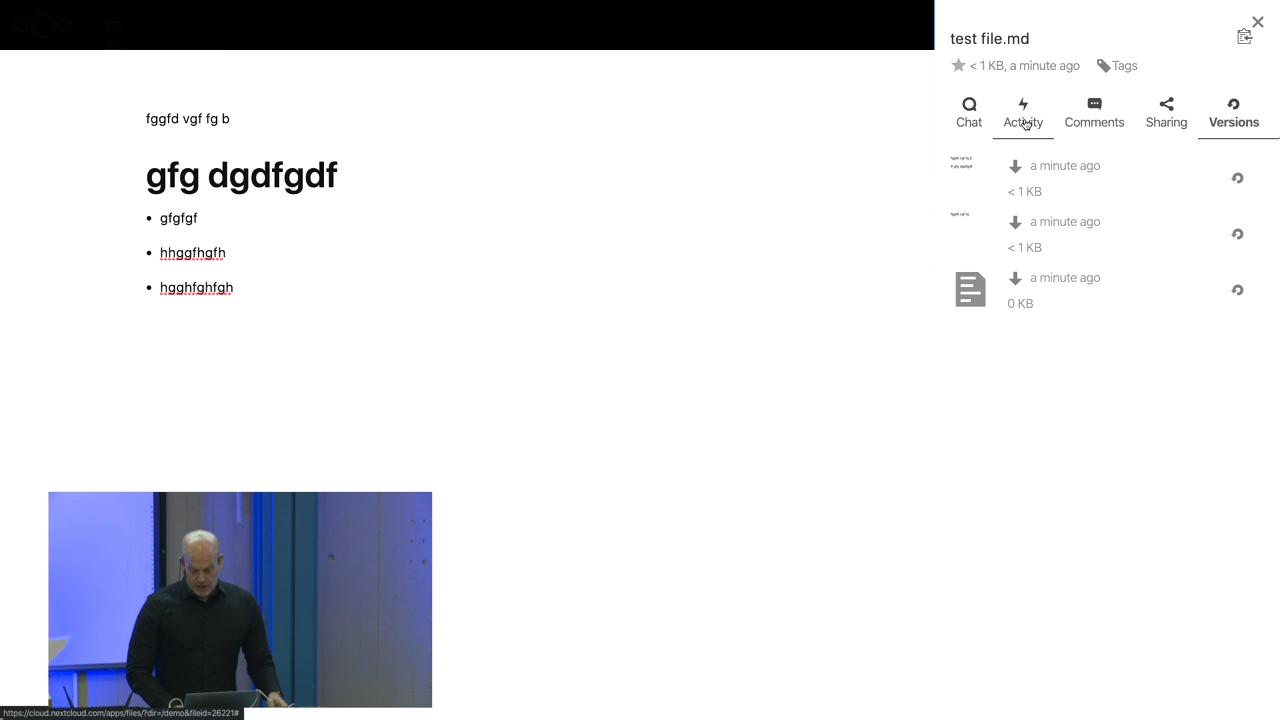 test file.md
< 1 KB, a minute ago
Tags
Chat
Activity
Comments
Sharing
Versions
fggfd vgf fg b
gfg dgdfgdf
• gfgfgf
• hhggfhgfh
• hgghfghfgh
a minute ago
< 1 KB
a minute ago
< 1 KB
a minute ago
0 KB
https://cloud.nextcloud.com/apps/files/?dir=/demo&fileid=26221#